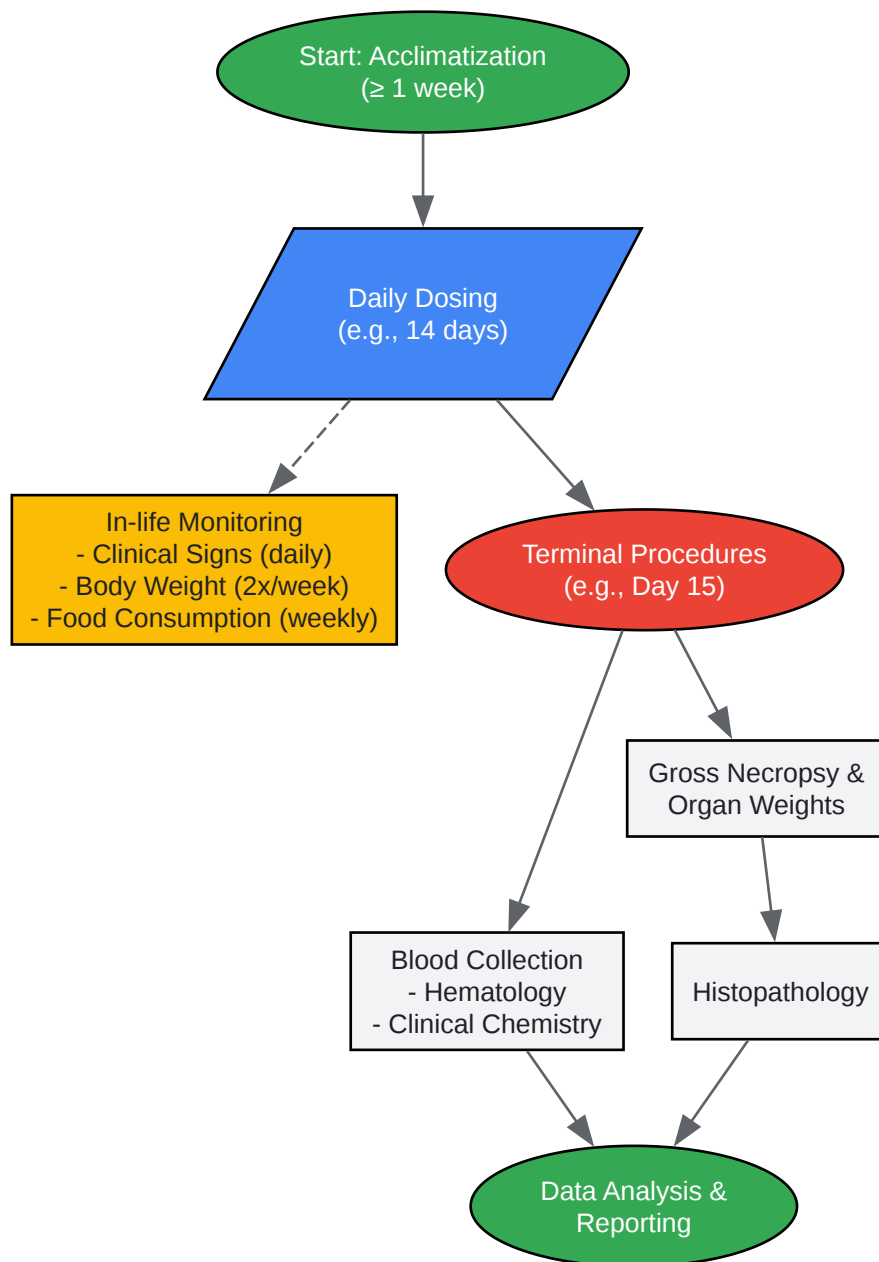 Start: Acclimatization
(≥ 1 week)
Daily Dosing
(e.g., 14 days)
In-life Monitoring
- Clinical Signs (daily)
- Body Weight (2x/week)
- Food Consumption (weekly)
Terminal Procedures
(e.g., Day 15)
Gross Necropsy &
Organ Weights
Blood Collection
- Hematology
- Clinical Chemistry
Histopathology
Data Analysis &
Reporting